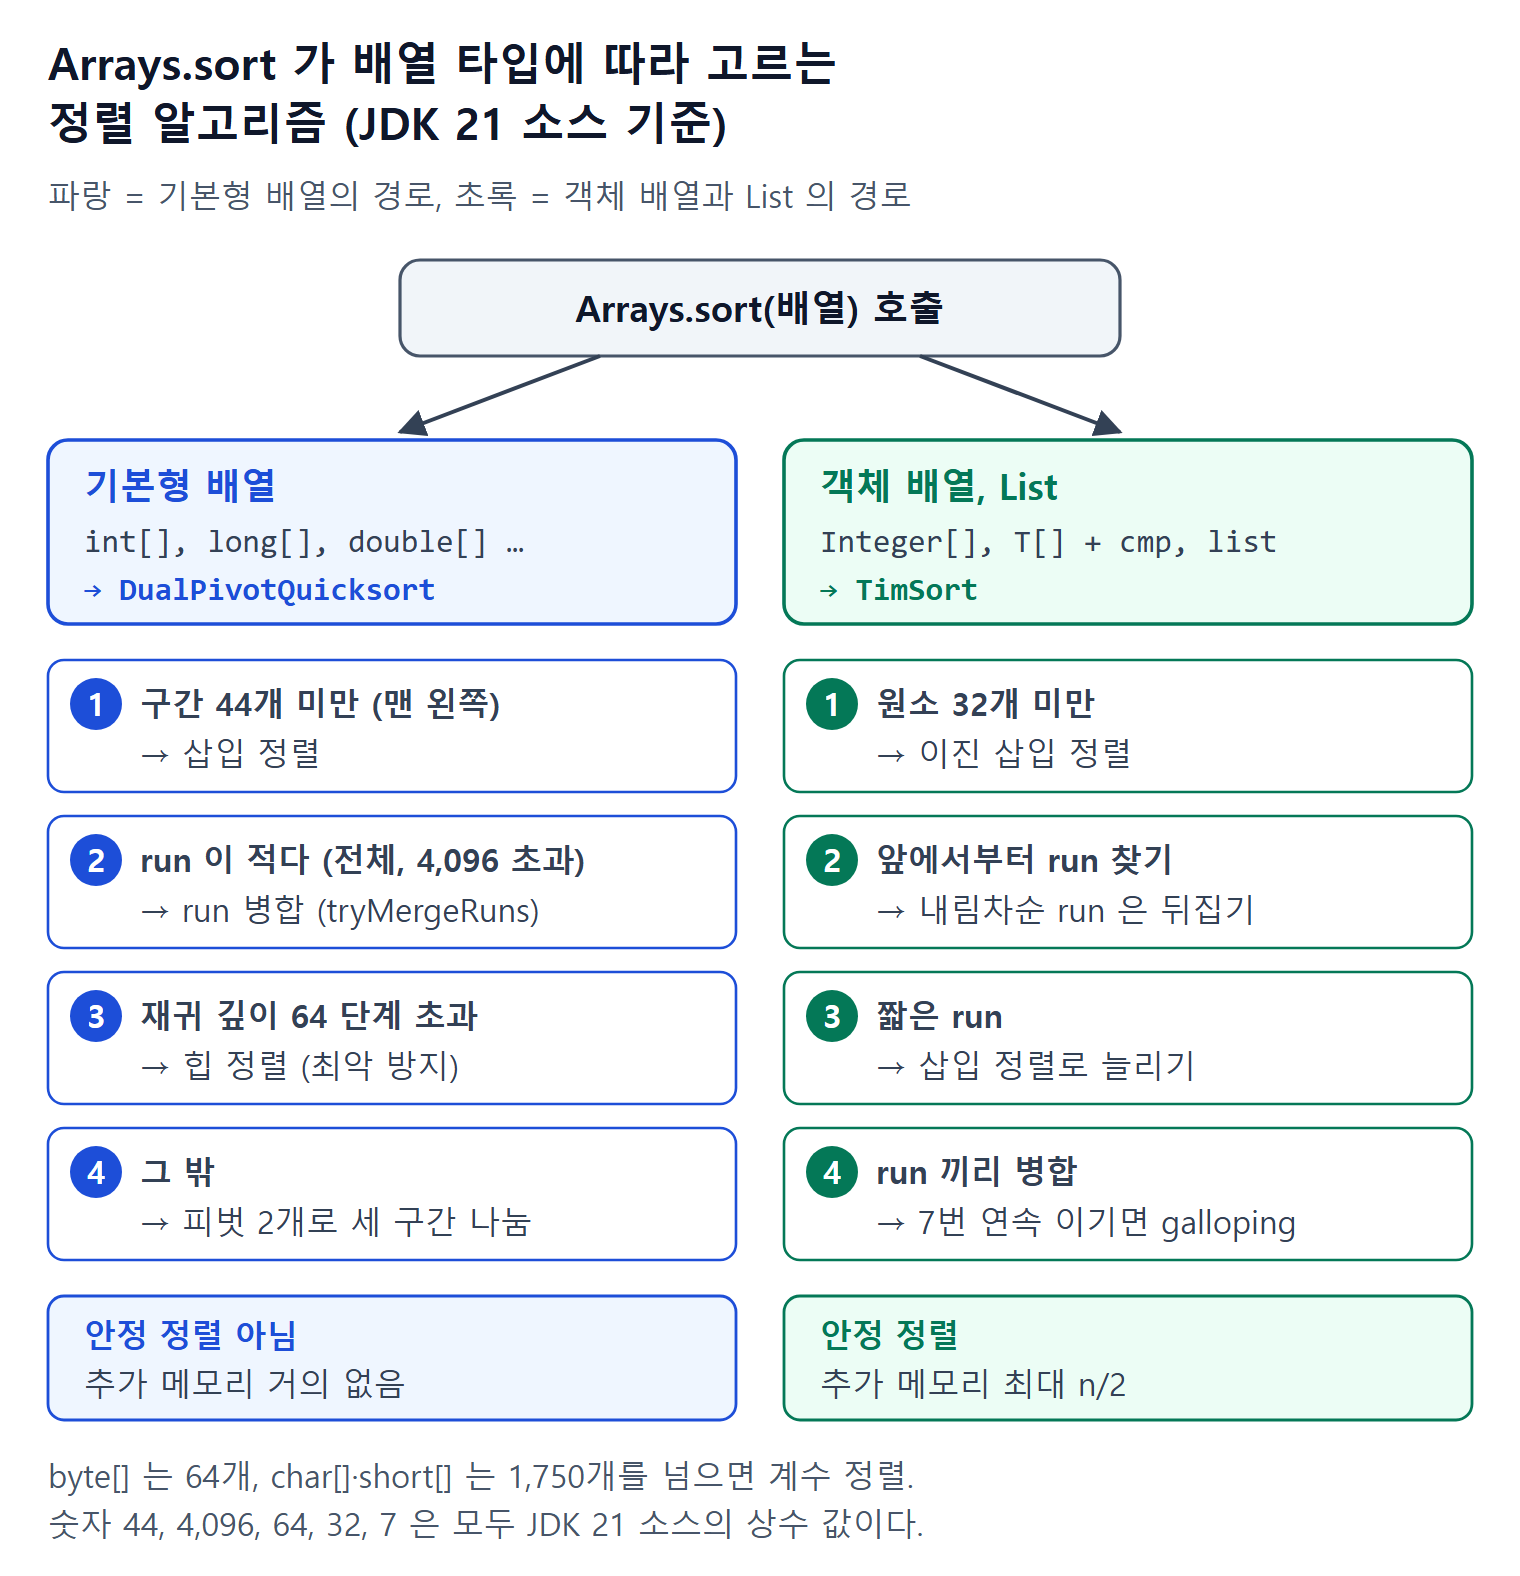 Arrays.sort 가 배열 타입에 따라 고르는
정렬 알고리즘 (JDK 21 소스 기준)
파랑 = 기본형 배열의 경로, 초록 = 객체 배열과 List 의 경로
Arrays.sort(배열) 호출
기본형 배열
int[], long[], double[] …
→ DualPivotQuicksort
1 구간 44개 미만 (맨 왼쪽)
→ 삽입 정렬
2 run 이 적다 (전체, 4,096 초과)
→ run 병합 (tryMergeRuns)
3 재귀 깊이 64 단계 초과
→ 힙 정렬 (최악 방지)
4 그 밖
→ 피벗 2개로 세 구간 나눔
안정 정렬 아님
추가 메모리 거의 없음
객체 배열, List
Integer[], T[] + cmp, list
→ TimSort
1 원소 32개 미만
→ 이진 삽입 정렬
2 앞에서부터 run 찾기
→ 내림차순 run 은 뒤집기
3 짧은 run
→ 삽입 정렬로 늘리기
4 run 끼리 병합
→ 7번 연속 이기면 galloping
안정 정렬
추가 메모리 최대 n/2
byte[] 는 64개, char[]·short[] 는 1,750개를 넘으면 계수 정렬.
숫자 44, 4,096, 64, 32, 7 은 모두 JDK 21 소스의 상수 값이다.